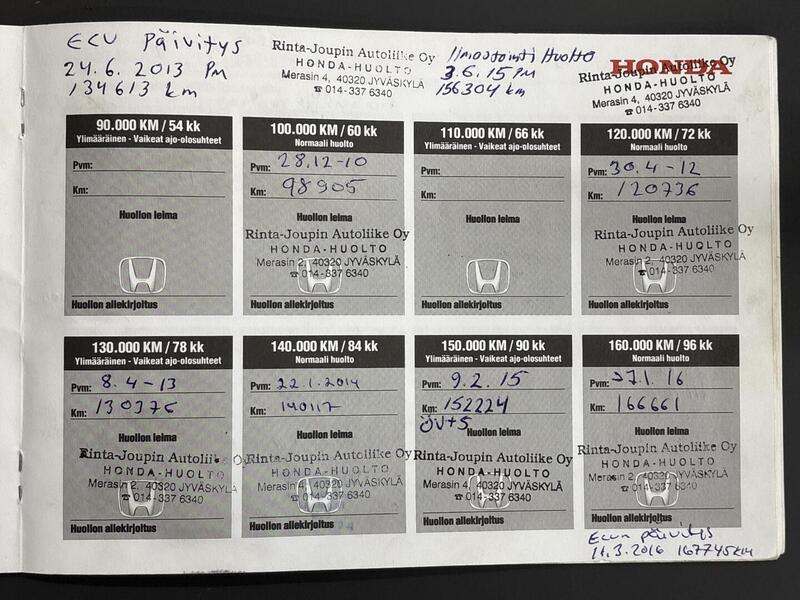 ECU Päivitys
24.6. 2013 Pm
134613 km
Rinta-Joupin Autoliike Oy
HONDA-HUOLTO
Merasin 4, 40320 JYVÄSKYLÄ
☎ 014-337 6340
Ilmastointi Huolto
3.6.15 Pm
156304 km
HONDA
Rinta-Joupin Autoliike Oy
HONDA-HUOLTO
Merasin 4, 40320 JYVÄSKYLÄ
☎ 014-337 6340
90.000 KM / 54 kk
Ylimääräinen - Vaikeat ajo-olosuhteet
Pvm:
Km:
Huollon leima
Huollon allekirjoitus
100.000 KM / 60 kk
Normaali huolto
Pvm: 28.12-10
Km: 98905
Huollon leima
Rinta-Joupin Autoliike Oy
HONDA-HUOLTO
Merasin 2, 40320 JYVÄSKYLÄ
☎ 014-337 6340
Huollon allekirjoitus
110.000 KM / 66 kk
Ylimääräinen - Vaikeat ajo-olosuhteet
Pvm:
Km:
Huollon leima
Huollon allekirjoitus
120.000 KM / 72 kk
Normaali huolto
Pvm: 30.4-12
Km: 120736
Huollon leima
Rinta-Joupin Autoliike Oy
HONDA-HUOLTO
Merasin 2, 40320 JYVÄSKYLÄ
☎ 014-337 6340
Huollon allekirjoitus
130.000 KM / 78 kk
Ylimääräinen - Vaikeat ajo-olosuhteet
Pvm: 8.4-13
Km: 130376
Huollon leima
Rinta-Joupin Autoliike Oy
HONDA-HUOLTO
Merasin 2, 40320 JYVÄSKYLÄ
☎ 014-337 6340
Huollon allekirjoitus
140.000 KM / 84 kk
Normaali huolto
Pvm: 22.1.2014
Km: 140117
Huollon leima
Rinta-Joupin Autoliike Oy
HONDA-HUOLTO
Merasin 4, 40320 JYVÄSKYLÄ
☎ 014-337 6340
Huollon allekirjoitus
150.000 KM / 90 kk
Ylimääräinen - Vaikeat ajo-olosuhteet
Pvm: 9.2.15
Km: 152224
ÖV+S
Huollon leima
Rinta-Joupin Autoliike Oy
HONDA-HUOLTO
Merasin 4, 40320 JYVÄSKYLÄ
☎ 014-337 6340
Huollon allekirjoitus
160.000 KM / 96 kk
Normaali huolto
Pvm: 27.1.16
Km: 166661
Huollon leima
Rinta-Joupin Autoliike Oy
HONDA-HUOLTO
Merasin 4, 40320 JYVÄSKYLÄ
☎ 014-337 6340
Huollon allekirjoitus
päivitys
11.3.2016 167745km